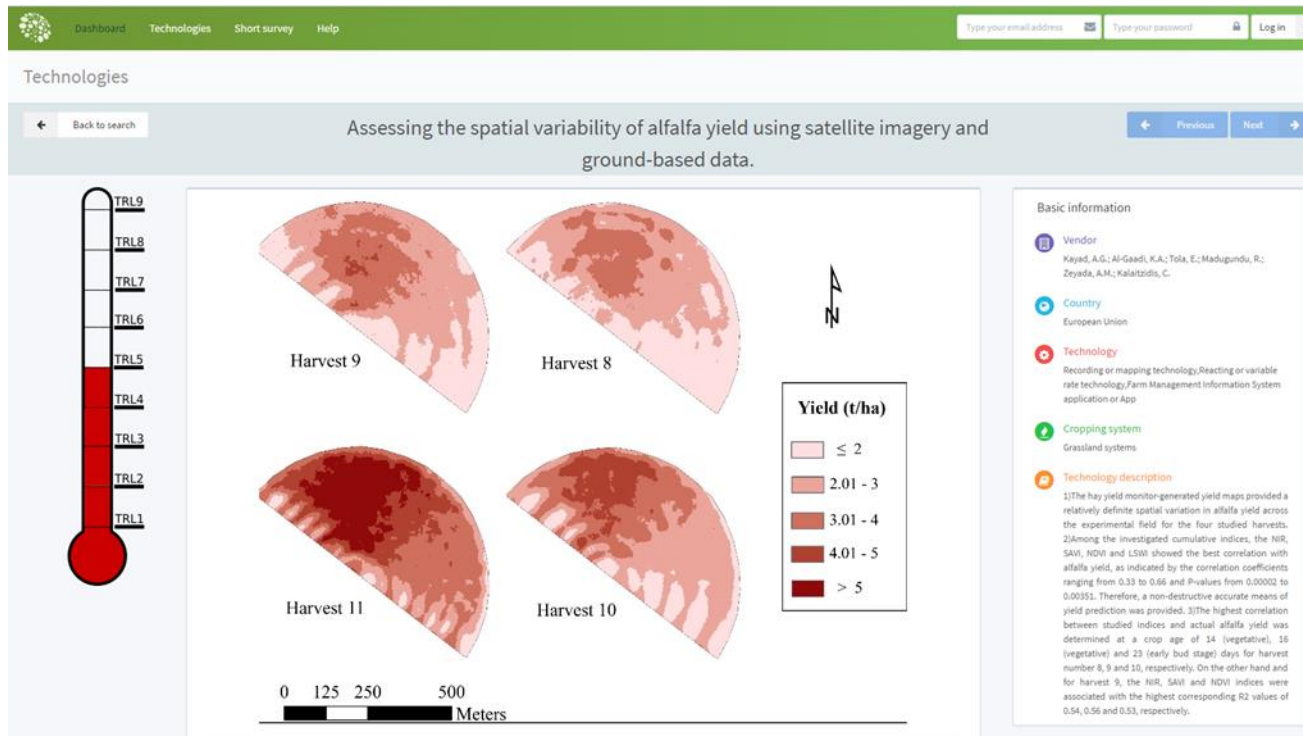 Dashboard Technologies Short survey Help
Type your email address
Type your password
Log in
Technologies
Back to search
Assessing the spatial variability of alfalfa yield using satellite imagery and
ground-based data.
Previous
Next
TRL9
TRL8
TRL7
TRL6
TRL5
TRL4
TRL3
TRL2
TRL1
Harvest 9
Harvest 8
N
Harvest 11
Harvest 10
Yield (t/ha)
≤ 2
2.01 - 3
3.01 - 4
4.01 - 5
> 5
0 125 250 500
Meters
Basic information
Vendor
Kayad, A.G.; Al-Gaadi, K.A.; Tola, E.; Madugundu, R.;
Zeyada, A.M.; Kalaitzidis, C.
Country
European Union
Technology
Recording or mapping technology,Reacting or variable
rate technology,Farm Management Information System
application or App
Cropping system
Grassland systems
Technology description
1)The hay yield monitor-generated yield maps provided a
relatively definite spatial variation in alfalfa yield across
the experimental field for the four studied harvests.
2)Among the investigated cumulative indices, the NIR,
SAVI, NDVI and LSWI showed the best correlation with
alfalfa yield, as indicated by the correlation coefficients
ranging from 0.33 to 0.66 and P-values from 0.00002 to
0.00351. Therefore, a non-destructive accurate means of
yield prediction was provided. 3)The highest correlation
between studied indices and actual alfalfa yield was
determined at a crop age of 14 (vegetative), 16
(vegetative) and 23 (early bud stage) days for harvest
number 8, 9 and 10, respectively. On the other hand and
for harvest 9, the NIR, SAVI and NDVI indices were
associated with the highest corresponding R2 values of
0.54, 0.56 and 0.53, respectively.